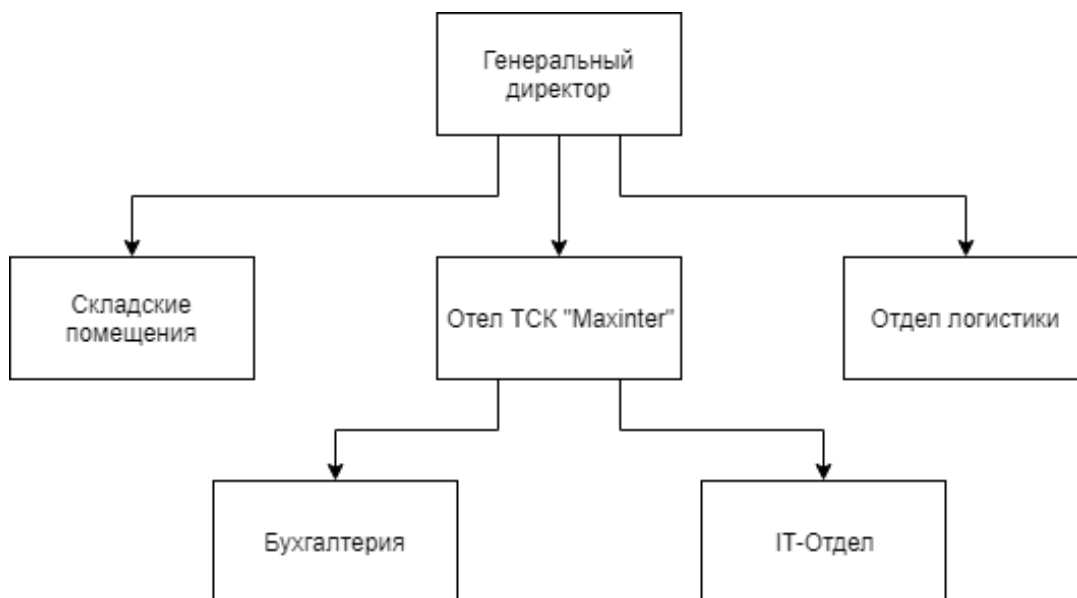 Генеральный
директор
Складские
помещения
Отел ТСК "Maxinter"
Отдел логистики
Бухгалтерия
IT-Отдел